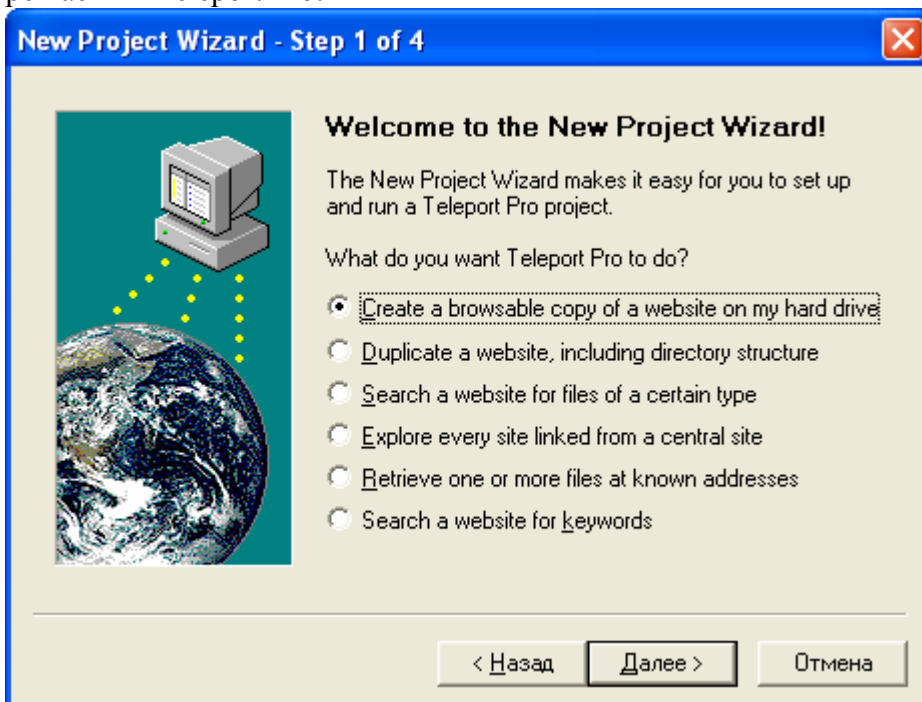 New Project Wizard - Step 1 of 4
Welcome to the New Project Wizard!
The New Project Wizard makes it easy for you to set up
and run a Teleport Pro project.
What do you want Teleport Pro to do?
Create a browsable copy of a website on my hard drive
Duplicate a website, including directory structure
Search a website for files of a certain type
Explore every site linked from a central site
Retrieve one or more files at known addresses
Search a website for keywords
< Назад Далее > Отмена